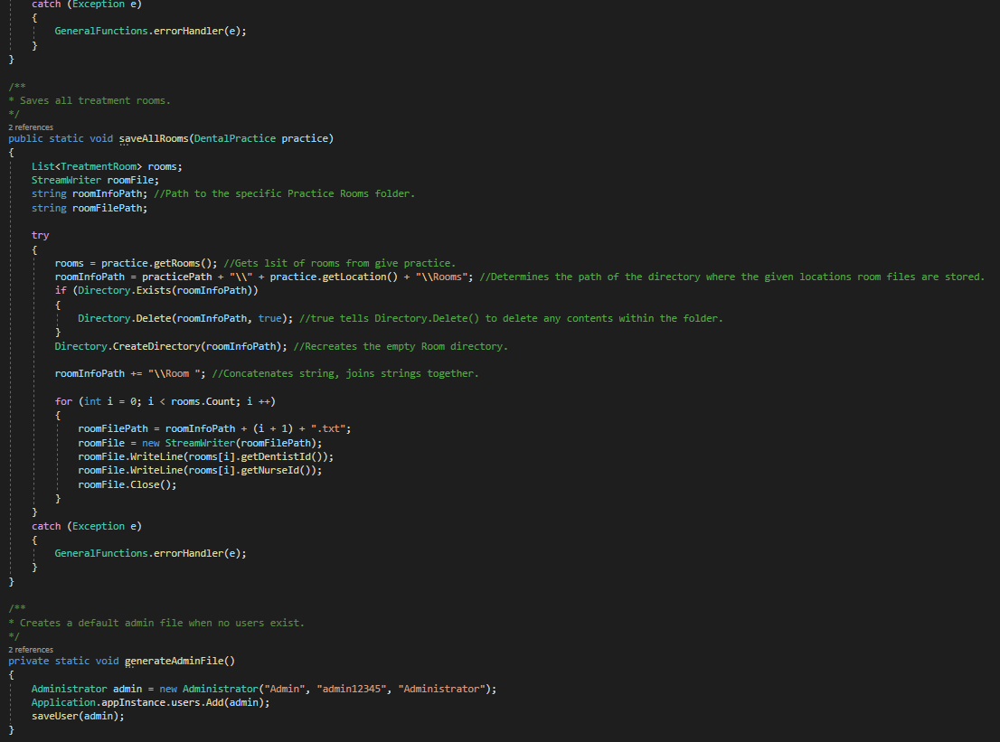 catch (Exception e)
{
GeneralFunctions.errorHandler(e);
}
}
/**
* Saves all treatment rooms.
*/
2 references
public static void saveAllRooms(DentalPractice practice)
{
List<TreatmentRoom> rooms;
StreamWriter roomFile;
string roomInfoPath; //Path to the specific Practice Rooms folder.
string roomFilePath;
try
{
rooms = practice.getRooms(); //Gets lsit of rooms from give practice.
roomInfoPath = practicePath + "\\" + practice.getLocation() + "\\Rooms"; //Determines the path of the directory where the given locations room files are stored.
if (Directory.Exists(roomInfoPath))
{
Directory.Delete(roomInfoPath, true); //true tells Directory.Delete() to delete any contents within the folder.
}
Directory.CreateDirectory(roomInfoPath); //Recreates the empty Room directory.
roomInfoPath += "\\Room "; //Concatenates string, joins strings together.
for (int i = 0; i < rooms.Count; i ++)
{
roomFilePath = roomInfoPath + (i + 1) + ".txt";
roomFile = new StreamWriter(roomFilePath);
roomFile.WriteLine(rooms[i].getDentistId());
roomFile.WriteLine(rooms[i].getNurseId());
roomFile.Close();
}
}
catch (Exception e)
{
GeneralFunctions.errorHandler(e);
}
}
/**
* Creates a default admin file when no users exist.
*/
2 references
private static void generateAdminFile()
{
Administrator admin = new Administrator("Admin", "admin12345", "Administrator");
Application.appInstance.users.Add(admin);
saveUser(admin);
}